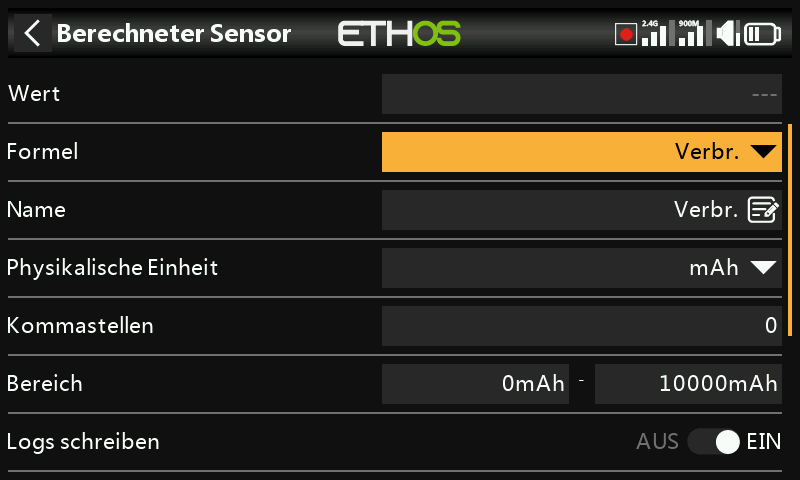 Berechneter Sensor ETHOS 2.4G 900M
Wert ---
Formel Verbr.
Name Verbr.
Physikalische Einheit mAh
Kommastellen 0
Bereich 0mAh - 10000mAh
Logs schreiben AUS EIN